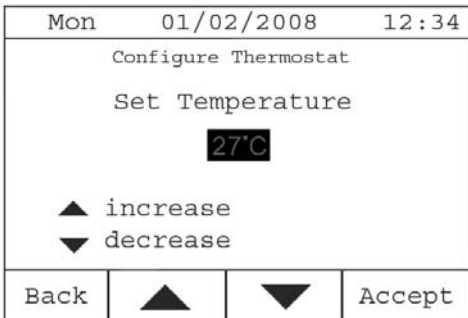 Mon 01/02/2008 12:34
Configure Thermostat
Set Temperature
27°C
▲ increase
▼ decrease
Back ▲ ▼ Accept